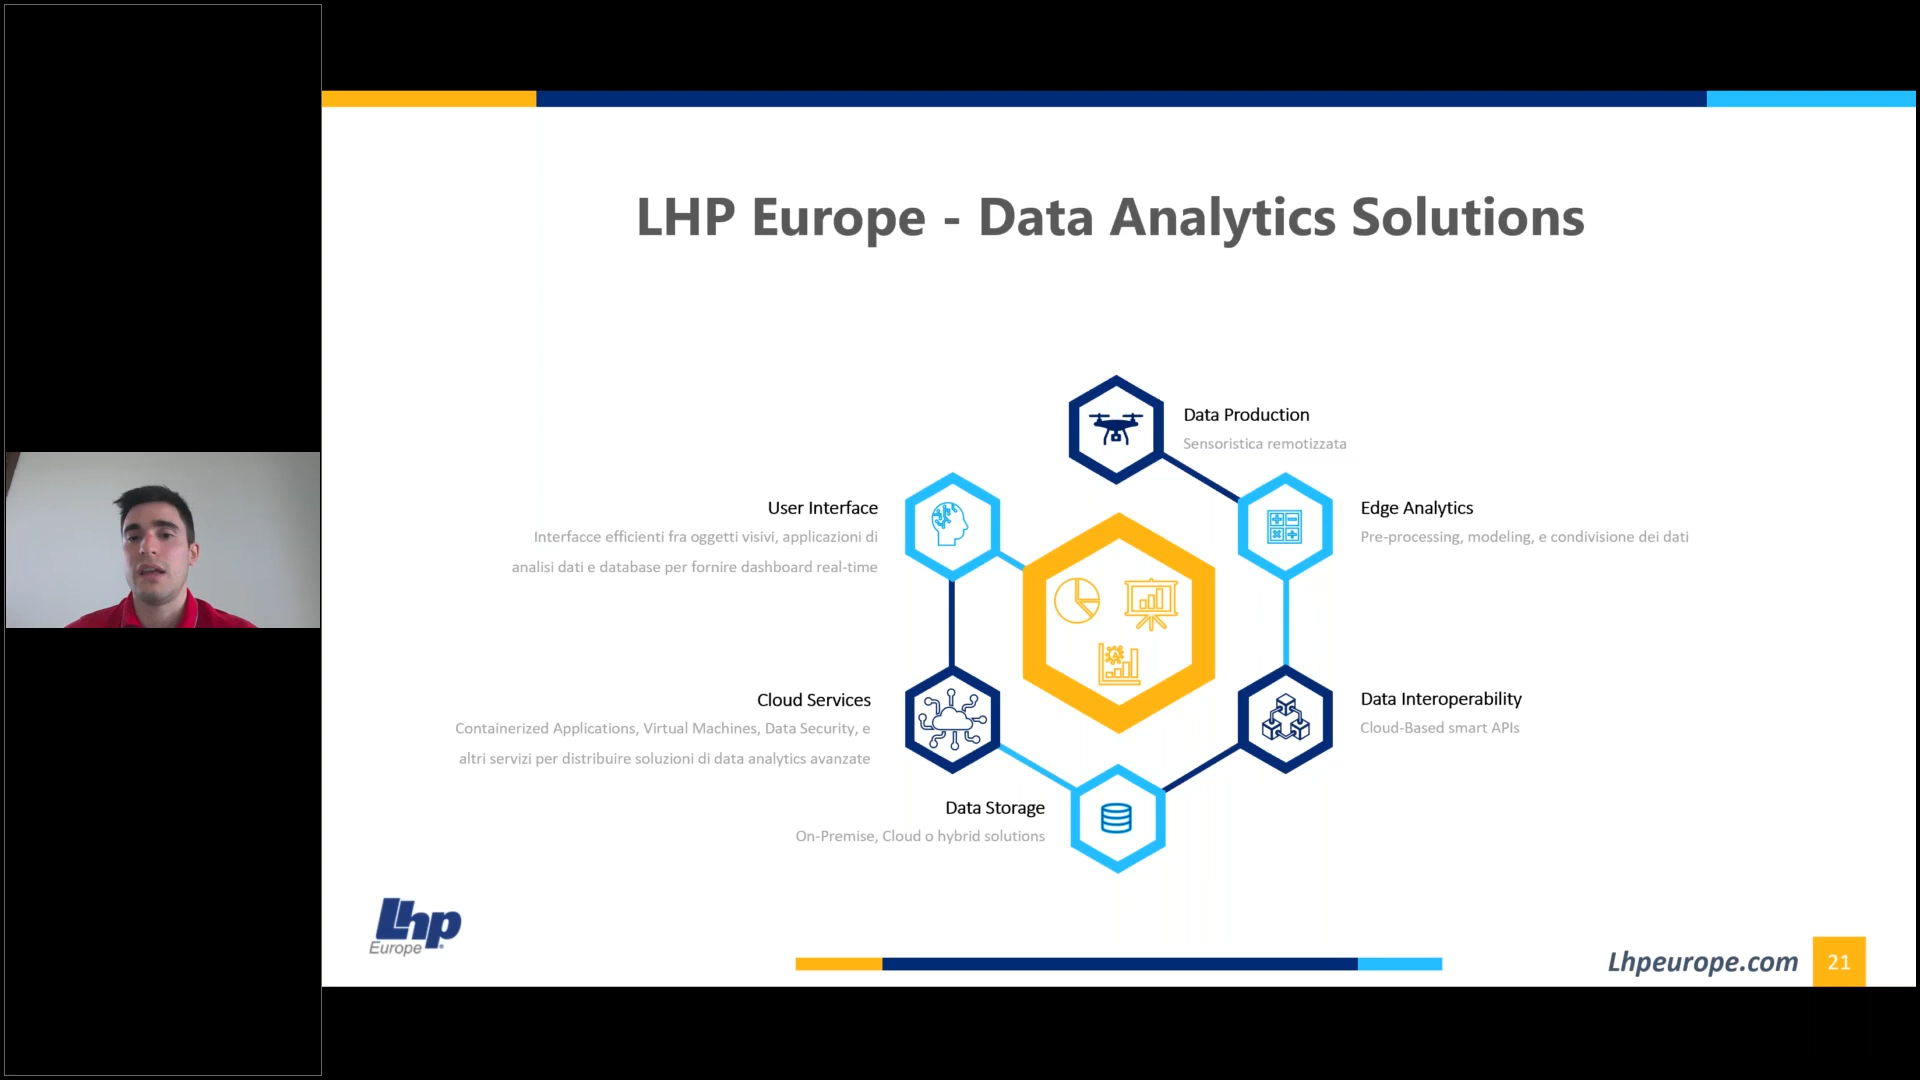 LHP Europe - Data Analytics Solutions
Data Production
Sensoristica remotizzata
User Interface
Interfacce efficienti fra oggetti visivi, applicazioni di
analisi dati e database per fornire dashboard real-time
Edge Analytics
Pre-processing, modeling, e condivisione dei dati
Cloud Services
Containerized Applications, Virtual Machines, Data Security, e
altri servizi per distribuire soluzioni di data analytics avanzate
Data Interoperability
Cloud-Based smart APIs
Data Storage
On-Premise, Cloud o hybrid solutions
Lhp
Europe
Lhpeurope.com
21